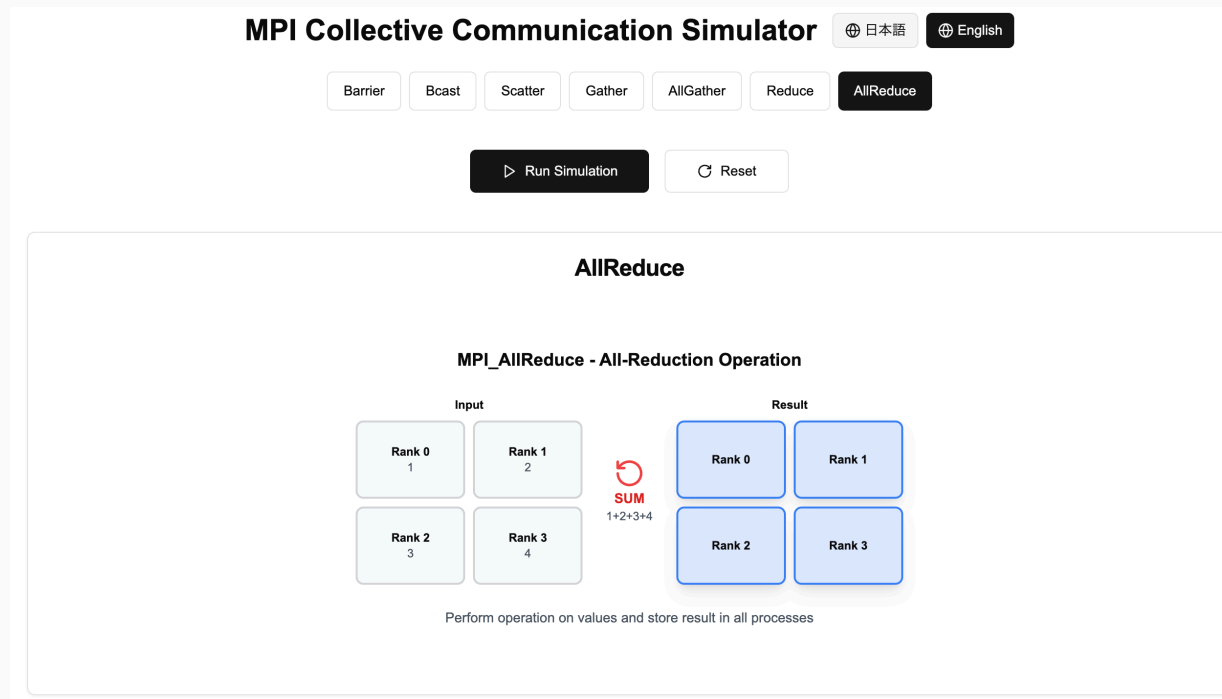 MPI Collective Communication Simulator 日本語 English
Barrier Bcast Scatter Gather AllGather Reduce AllReduce
Run Simulation Reset
AllReduce
MPI_AllReduce - All-Reduction Operation
Input
Rank 0
1
Rank 1
2
Rank 2
3
Rank 3
4
SUM
1+2+3+4
Result
Rank 0
Rank 1
Rank 2
Rank 3
Perform operation on values and store result in all processes